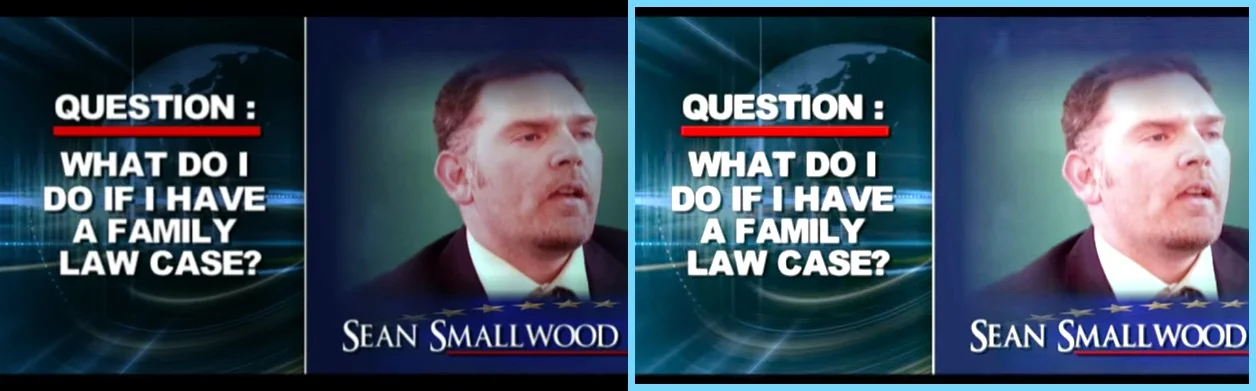 QUESTION :
WHAT DO I
DO IF I HAVE
A FAMILY
LAW CASE?
SEAN SMALLWOOD
QUESTION :
WHAT DO I
DO IF I HAVE
A FAMILY
LAW CASE?
SEAN SMALLWOOD